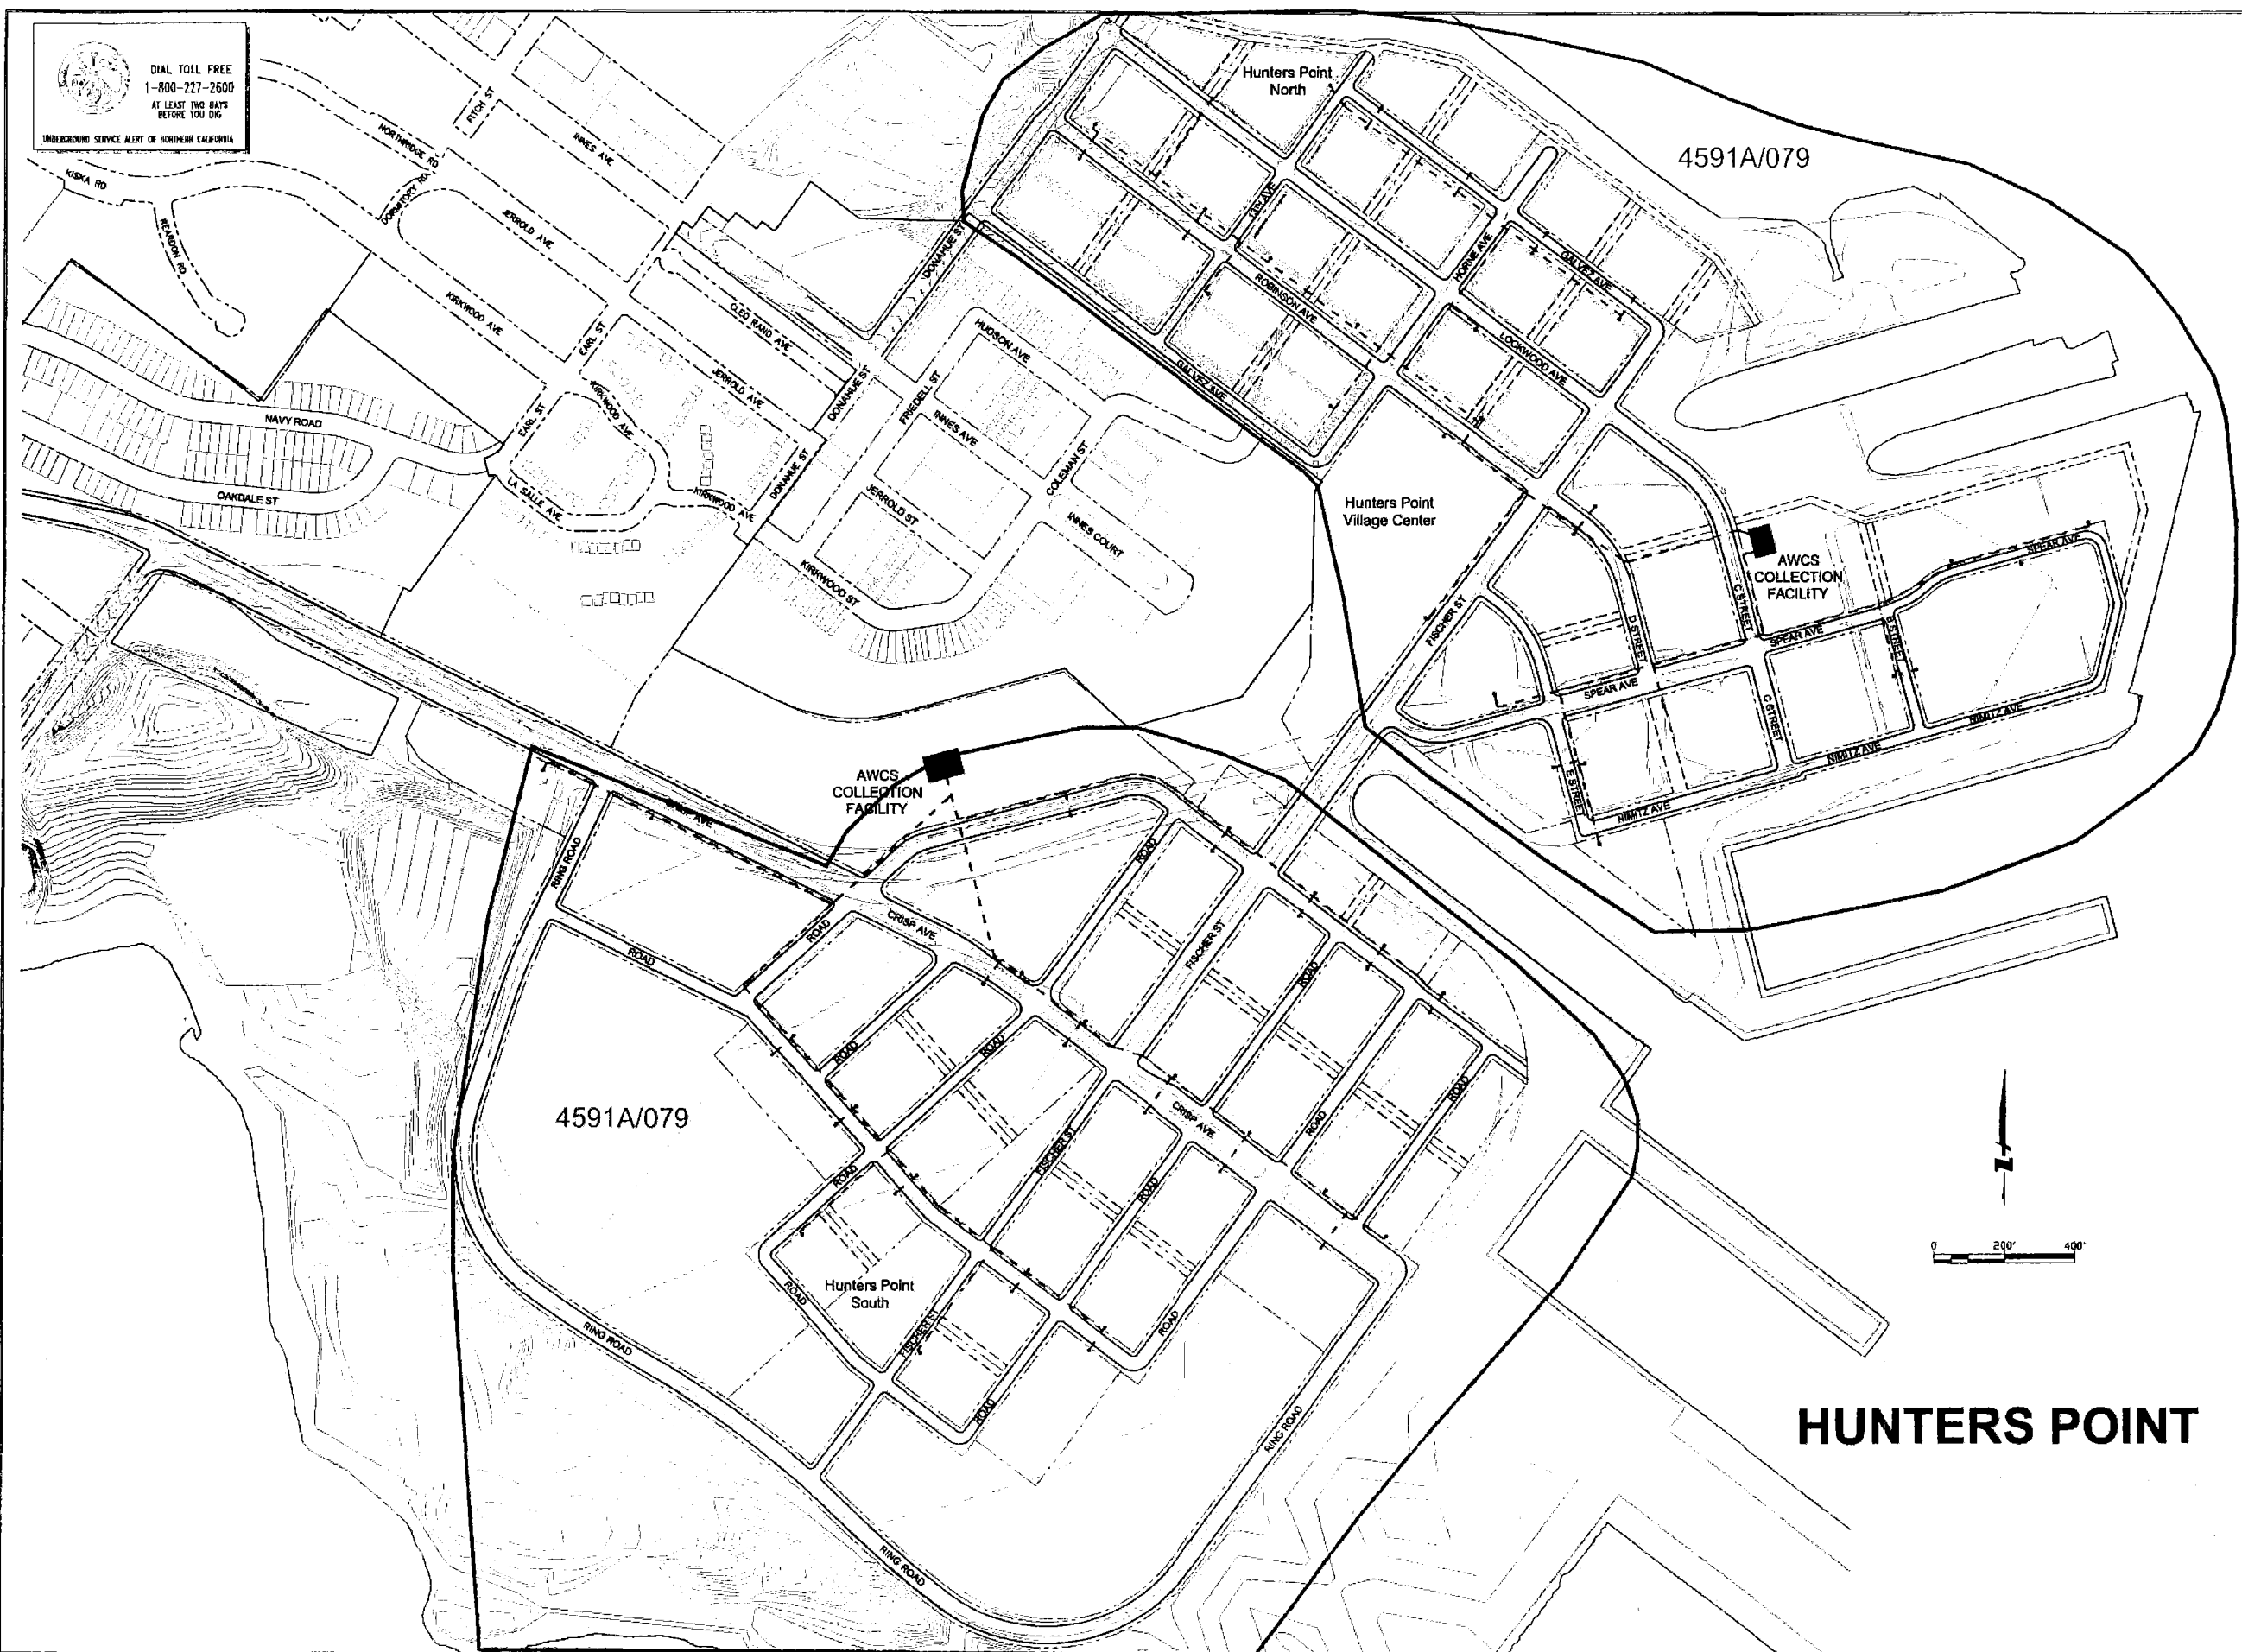 DIAL TOLL FREE
1-800-227-2600
AT LEAST TWO DAYS
BEFORE YOU DIG
UNDERGROUND SERVICE ALERT OF NORTHERN CALIFORNIA
KISKA RD
REARDON RD
NORTHRIDGE RD
DORMITORY RD
FITCH ST
INNES AVE
JERROLD AVE
KIRKWOOD AVE
EARL ST
CLEO RAND AVE
JERROLD AVE
KIRKWOOD AVE
EARL ST
NAVY ROAD
OAKDALE ST
LA SALLE AVE
KIRKWOOD AVE
DONAHUE ST
DONAHUE ST
DONAHUE ST
FRIEDELL ST
HUDSON AVE
INNES AVE
JERROLD ST
COLEMAN ST
INNES COURT
KIRKWOOD ST
Hunters Point
North
4591A/079
HORNE AVE
GALVEZ AVE
ROBINSON AVE
LOCKWOOD AVE
GALVEZ AVE
Hunters Point
Village Center
AWCS
COLLECTION
FACILITY
FISCHER ST
D STREET
C STREET
SPEAR AVE
SPEAR AVE
SPEAR AVE
B STREET
C STREET
E STREET
NIMITZ AVE
NIMITZ AVE
NIMITZ AVE
AWCS
COLLECTION
FACILITY
CRISP AVE
RING ROAD
ROAD
ROAD
CRISP AVE
ROAD
FISCHER ST
ROAD
ROAD
ROAD
ROAD
ROAD
CRISP AVE
4591A/079
FISCHER ST
ROAD
ROAD
Hunters Point
South
ROAD
FISCHER ST
ROAD
ROAD
RING ROAD
RING ROAD
RING ROAD
0 200' 400'
HUNTERS POINT